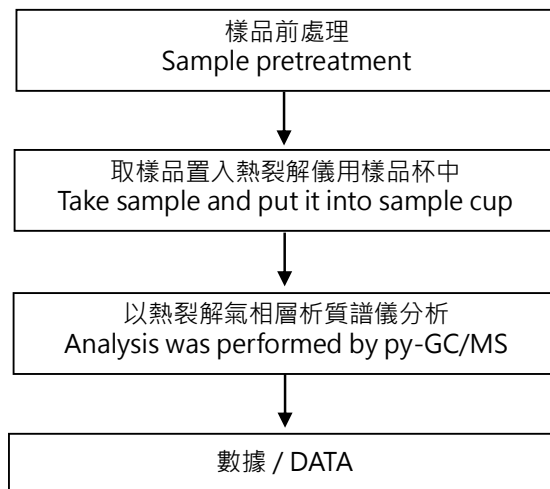 樣品前處理
Sample pretreatment
取樣品置入熱裂解儀用樣品杯中
Take sample and put it into sample cup
以熱裂解氣相層析質譜儀分析
Analysis was performed by py-GC/MS
數據 / DATA